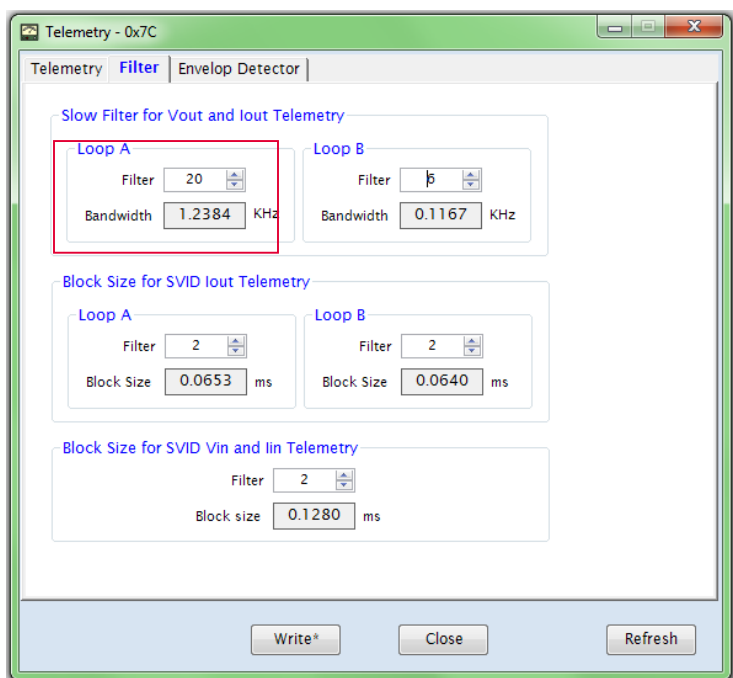 Telemetry - 0x7C
Telemetry Filter Envelop Detector
Slow Filter for Vout and Iout Telemetry
Loop A Loop B
Filter 20 Filter 6
Bandwidth 1.2384 KHz Bandwidth 0.1167 KHz
Block Size for SVID Iout Telemetry
Loop A Loop B
Filter 2 Filter 2
Block Size 0.0653 ms Block Size 0.0640 ms
Block Size for SVID Vin and Iin Telemetry
Filter 2
Block size 0.1280 ms
Write* Close Refresh